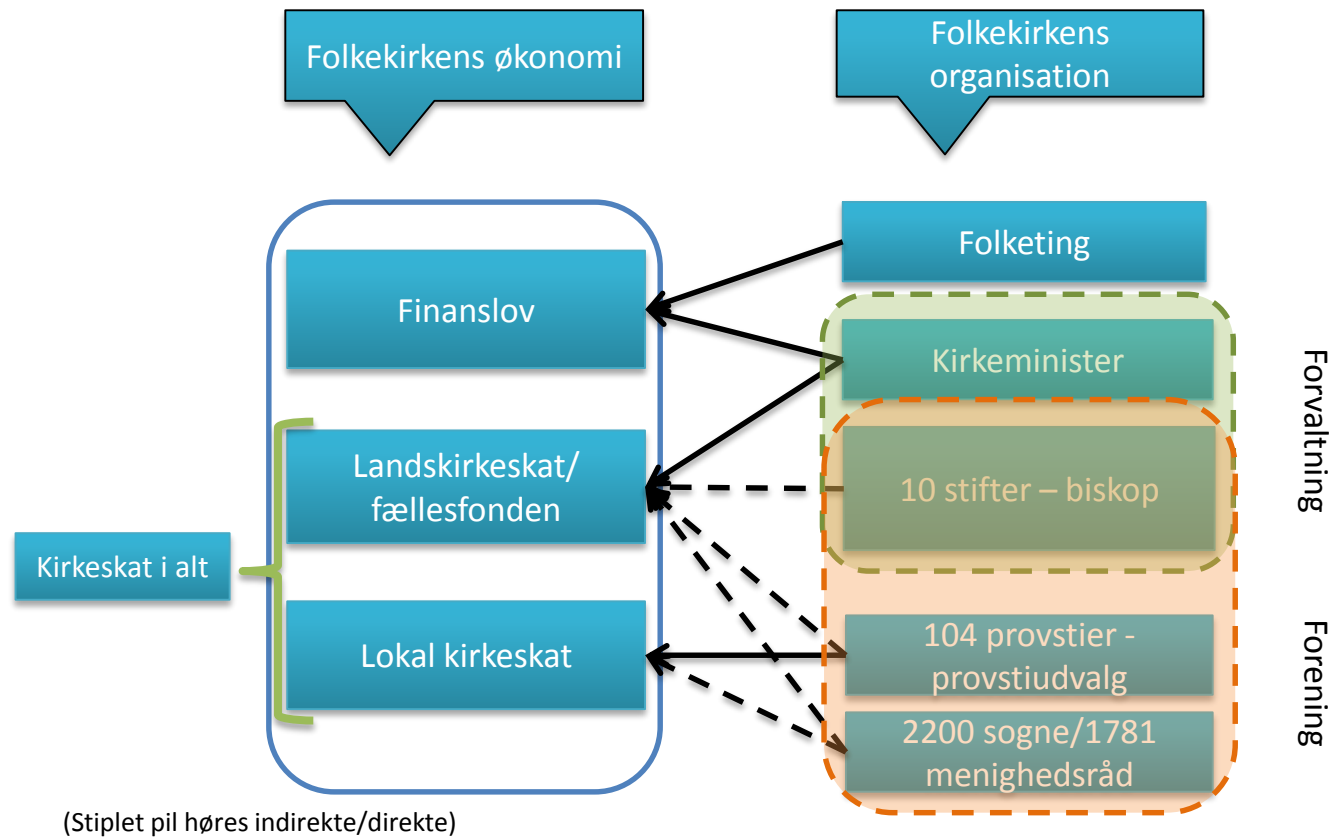 Folkekirkens økonomi
Folkekirkens
organisation
Finanslov
Landskirkeskat/
fællesfonden
Lokal kirkeskat
Kirkeskat i alt
Folketing
Kirkeminister
10 stifter – biskop
104 provstier -
provstiudvalg
2200 sogne/1781
menighedsråd
Forvaltning
Forening
(Stiplet pil høres indirekte/direkte)